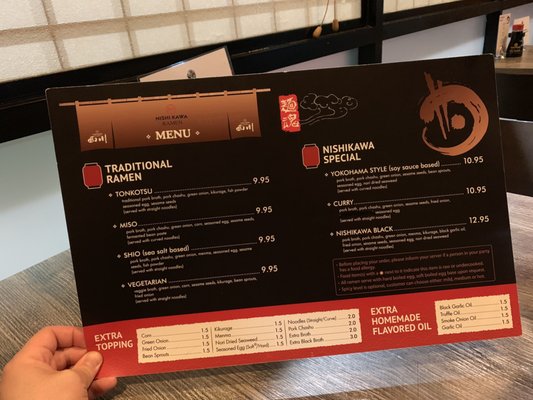 NISHI KAWA
RAMEN
MENU
TRADITIONAL
RAMEN
TONKOTSU 9.95
traditional pork broth, pork chashu, green onion, kikurage, fish powder
seasoned egg, sesame seeds
(served with straight noodles)
MISO 9.95
pork broth, pork chashu, green onion, corn, bean sprouts, egg, sesame seeds,
fermented bean paste
(served with curved noodles)
SHIO (sea salt based) 9.95
pork broth, pork chashu, green onion, menma, seasoned egg, sesame
seeds, fish powder
(served with straight noodles)
VEGETARIAN 9.95
veggie broth, green onion, corn, sesame seeds, kikurage, bean sprouts,
fried onion
(served with straight noodles)
NISHIKAWA
SPECIAL
YOKOHAMA STYLE (soy sauce based) 10.95
pork broth, pork chashu, green onion, sesame seeds, bean sprouts,
seasoned egg, nori dried seaweed
(served with curved noodles)
CURRY 10.95
pork broth, pork chashu, green onion, menma, sesame seeds, fried onion,
seasoned egg
NISHIKAWA BLACK 12.95
pork broth, pork chashu, green onion, menma, kikurage, black garlic oil,
fried onion, sesame seeds, seasoned egg, nori dried seaweed
(served with straight noodles)
- Before placing your order, please inform your server if a person in your party
has a food allergy.
- Food item(s) with a next to it indicate this item is raw or undercooked.
- All ramen serve with hard boiled egg, soft boiled egg best upon request.
- Spicy level is optional, customer can choose either, mild, medium or hot.
EXTRA
TOPPING
Corn 1.5
Green Onion 1.5
Fried Onion 1.5
Bean Sprouts 1.5
Kikurage 1.5
Menma 1.5
Nori Dried Seaweed 1.5
Seasoned Egg (Soft*/Hard) 1.5
Noodles (Straight/Curve) 2.0
Pork Chashu 2.0
Extra Broth 2.0
Extra Black Broth 3.0
EXTRA
HOMEMADE
FLAVORED OIL
Black Garlic Oil 1.5
Truffle Oil 1.5
Smoke Onion Oil 1.5
Garlic Oil 1.5